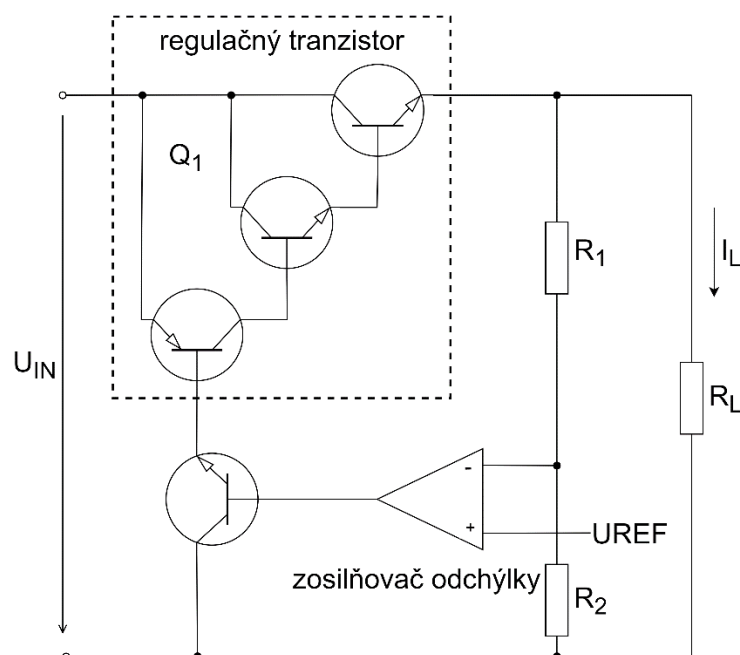 regulačný tranzistor
Q1
R1
IL
UIN
RL
-
+
UREF
zosilňovač odchýlky
R2